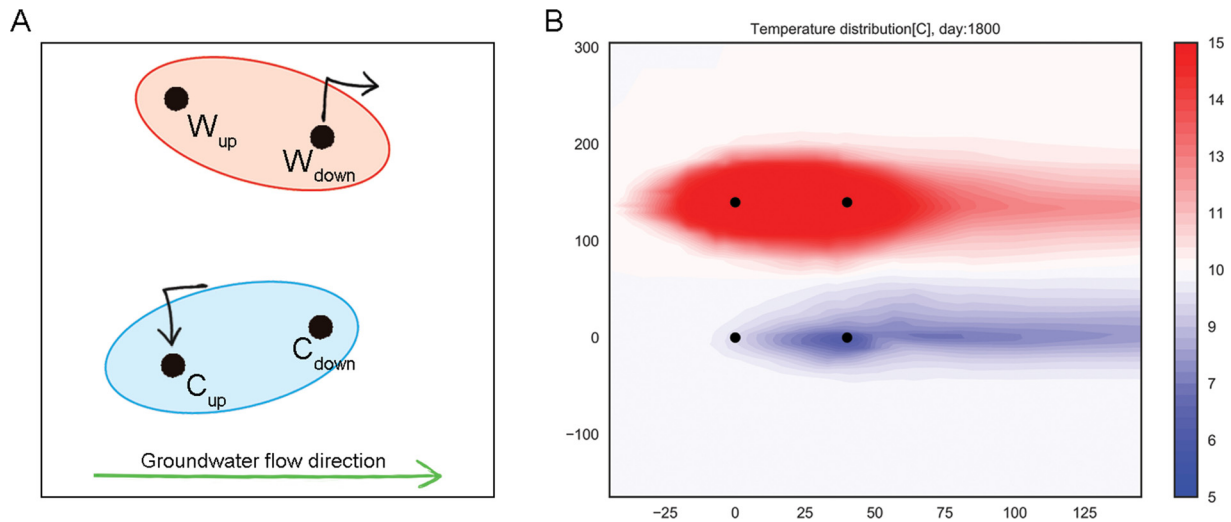 A
W up
W down
C down
C up
Groundwater flow direction
B
Temperature distribution[C], day:1800
300
200
100
0
−100
−25
0
25
50
75
100
125
15
14
13
12
11
10
9
8
7
6
5